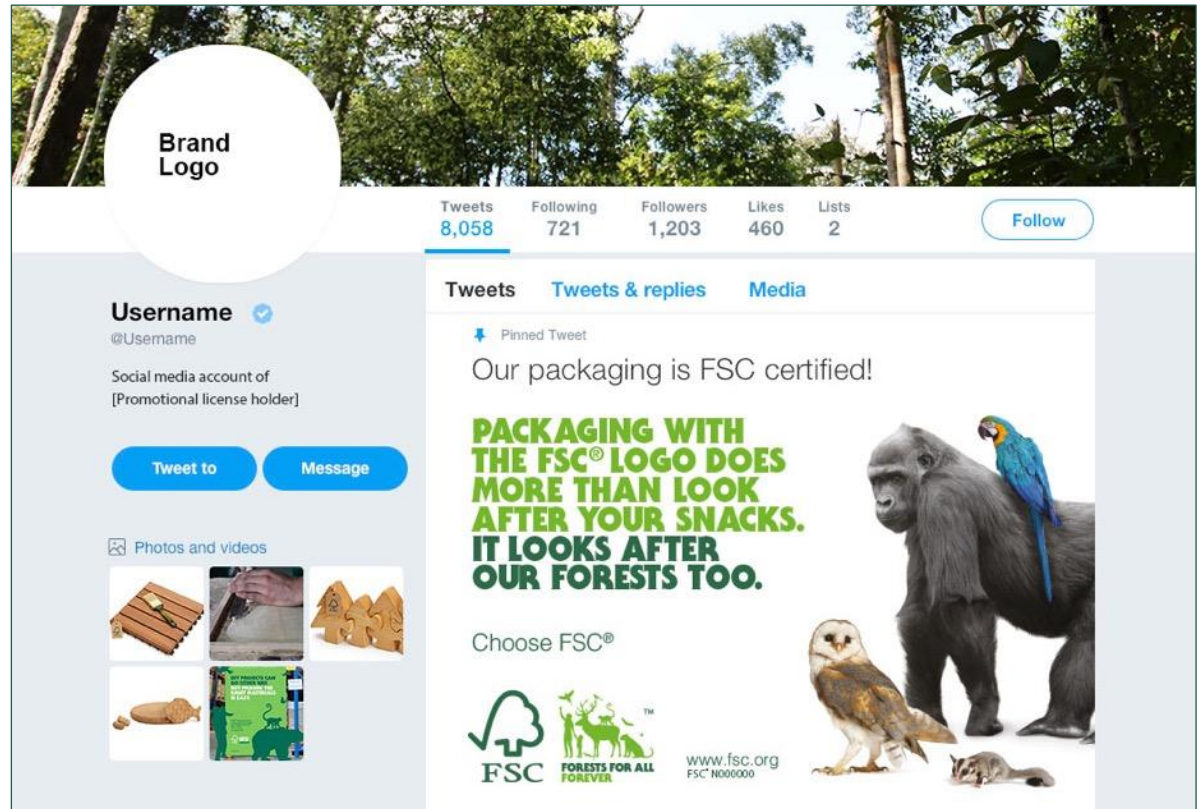 Brand
Logo
Tweets Following Followers Likes Lists
8,058 721 1,203 460 2
Follow
Username
@Username
Social media account of
[Promotional license holder]
Tweet to Message
Photos and videos
FSC
Tweets Tweets & replies Media
Pinned Tweet
Our packaging is FSC certified!
PACKAGING WITH
THE FSC® LOGO DOES
MORE THAN LOOK
AFTER YOUR SNACKS.
IT LOOKS AFTER
OUR FORESTS TOO.
Choose FSC®
FSC
TM
FORESTS FOR ALL
FOREVER
www.fsc.org
FSC® N000000